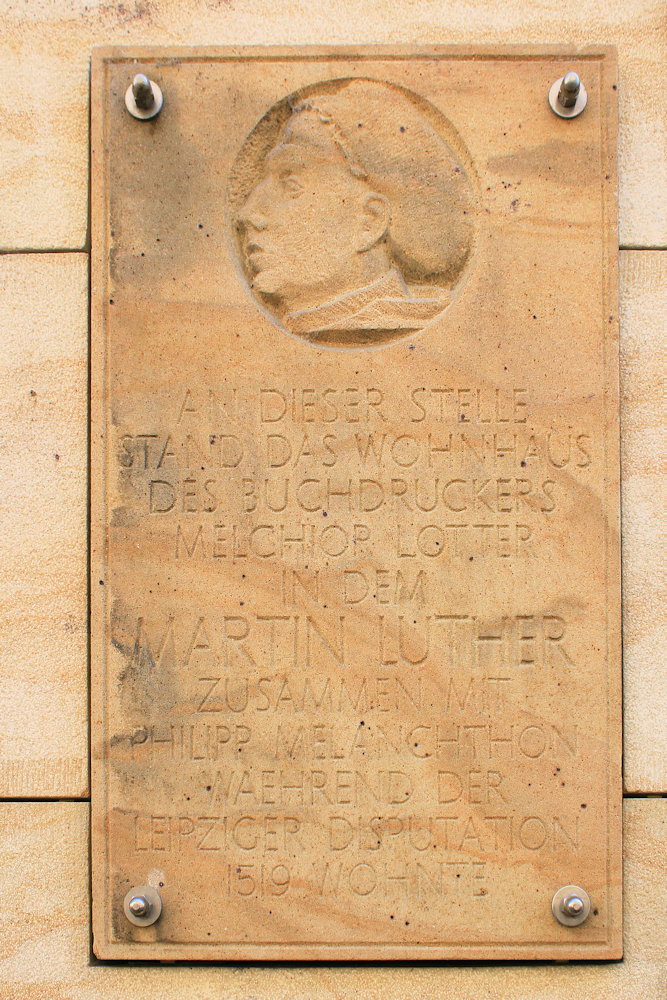 AN DIESER STELLE
STAND DAS WOHNHAUS
DES BUCHDRUCKERS
MELCHIOR LOTTER
IN DEM
MARTIN LUTHER
ZUSAMMEN MIT
PHILIPP MELANCHTHON
WAEHREND DER
LEIPZIGER DISPUTATION
1519 WOHNTE